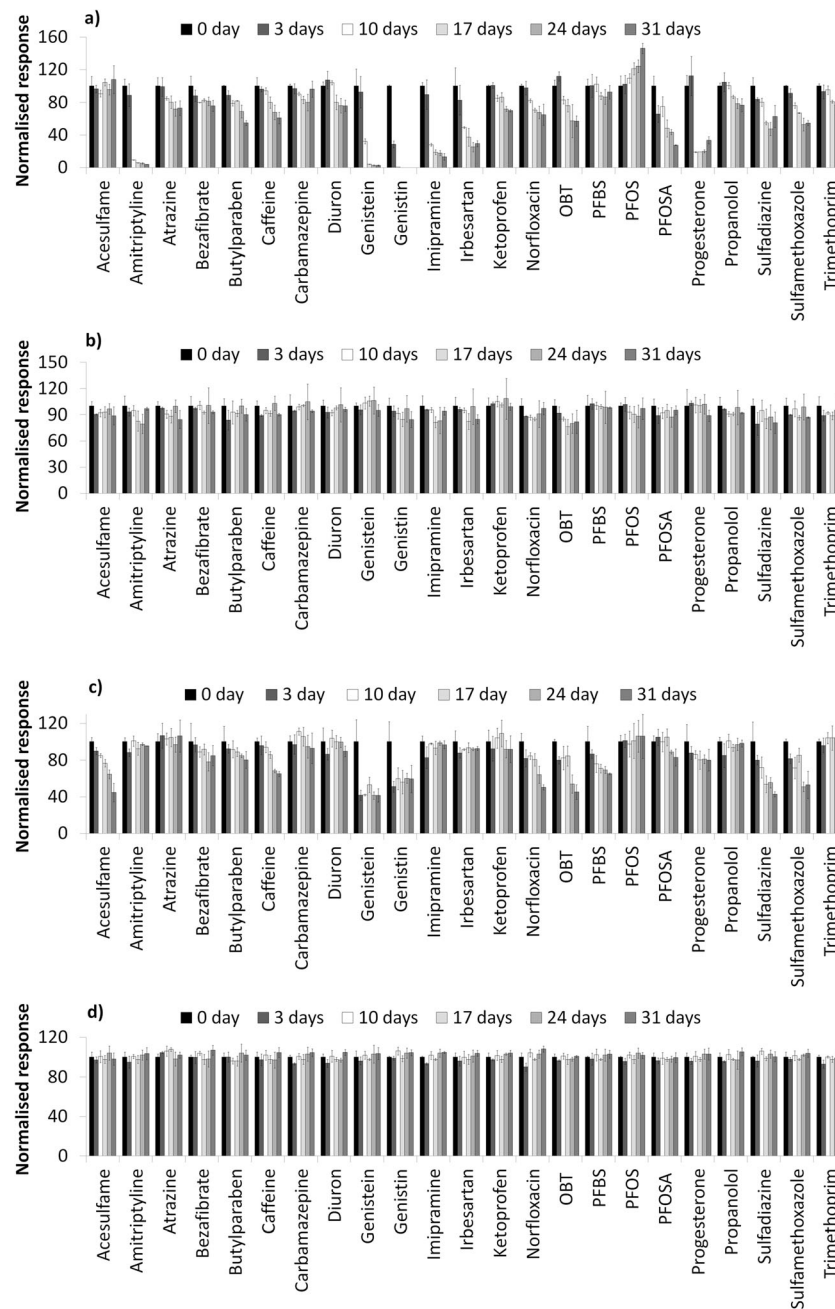 a)
0 day 3 days 10 days 17 days 24 days 31 days
Normalised response
160
120
80
40
0
Acesulfame
Amitriptyline
Atrazine
Bezafibrate
Butylparaben
Caffeine
Carbamazepine
Diuron
Genistein
Genistin
Imipramine
Irbesartan
Ketoprofen
Norfloxacin
OBT
PFBS
PFOS
PFOSA
Progesterone
Propanolol
Sulfadiazine
Sulfamethoxazole
Trimethoprim
b)
0 day 3 days 10 days 17 days 24 days 31 days
Normalised response
150
120
90
60
30
0
Acesulfame
Amitriptyline
Atrazine
Bezafibrate
Butylparaben
Caffeine
Carbamazepine
Diuron
Genistein
Genistin
Imipramine
Irbesartan
Ketoprofen
Norfloxacin
OBT
PFBS
PFOS
PFOSA
Progesterone
Propanolol
Sulfadiazine
Sulfamethoxazole
Trimethoprim
c)
0 day 3 day 10 day 17 day 24 day 31 days
Normalised response
120
80
40
0
Acesulfame
Amitriptyline
Atrazine
Bezafibrate
Butylparaben
Caffeine
Carbamazepine
Diuron
Genistein
Genistin
Imipramine
Irbesartan
Ketoprofen
Norfloxacin
OBT
PFBS
PFOS
PFOSA
Progesterone
Propanolol
Sulfadiazine
Sulfamethoxazole
Trimethoprim
d)
0 day 3 days 10 days 17 days 24 days 31 days
Normalised response
120
80
40
0
Acesulfame
Amitriptyline
Atrazine
Bezafibrate
Butylparaben
Caffeine
Carbamazepine
Diuron
Genistein
Genistin
Imipramine
Irbesartan
Ketoprofen
Norfloxacin
OBT
PFBS
PFOS
PFOSA
Progesterone
Propanolol
Sulfadiazine
Sulfamethoxazole
Trimethoprim